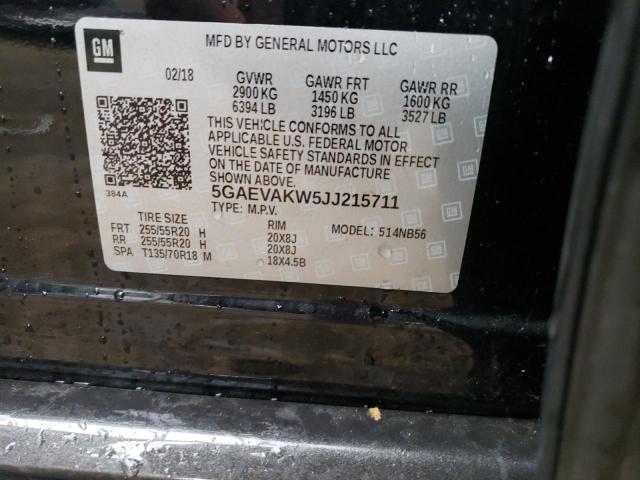 GM
MFD BY GENERAL MOTORS LLC
02/18 GVWR GAWR FRT GAWR RR
2900 KG 1450 KG 1600 KG
6394 LB 3196 LB 3527 LB
THIS VEHICLE CONFORMS TO ALL
APPLICABLE U.S. FEDERAL MOTOR
VEHICLE SAFETY STANDARDS IN EFFECT
ON THE DATE OF MANUFACTURE
SHOWN ABOVE.
384A
5GAEVAKW5JJ215711
TYPE: M.P.V. MODEL: 514NB56
TIRE SIZE RIM
FRT 255/55R20 H 20X8J
RR 255/55R20 H 20X8J
SPA T135/70R18 M 18X4.5B